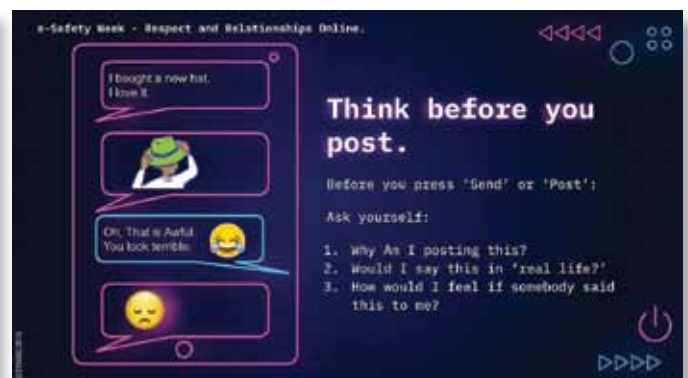 e-Safety Week - Respect and Relationships Online.
I bought a new hat.
I love it.
Oh, That is Awful.
You look terrible.
Think before you
post.
Before you press 'Send' or 'Post':
Ask yourself:
1. Why Am I posting this?
2. Would I say this in 'real life?'
3. How would I feel if somebody said
this to me?